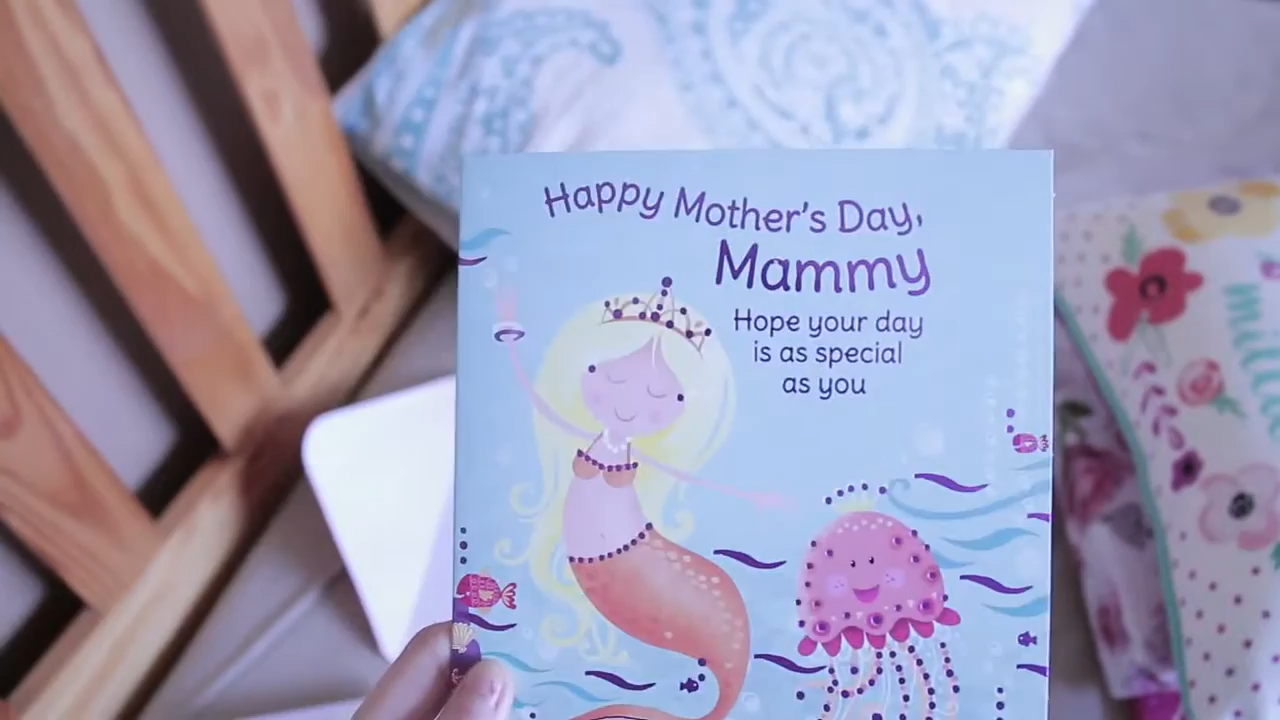 Happy Mother's Day,
Mammy
Hope your day
is as special
as you